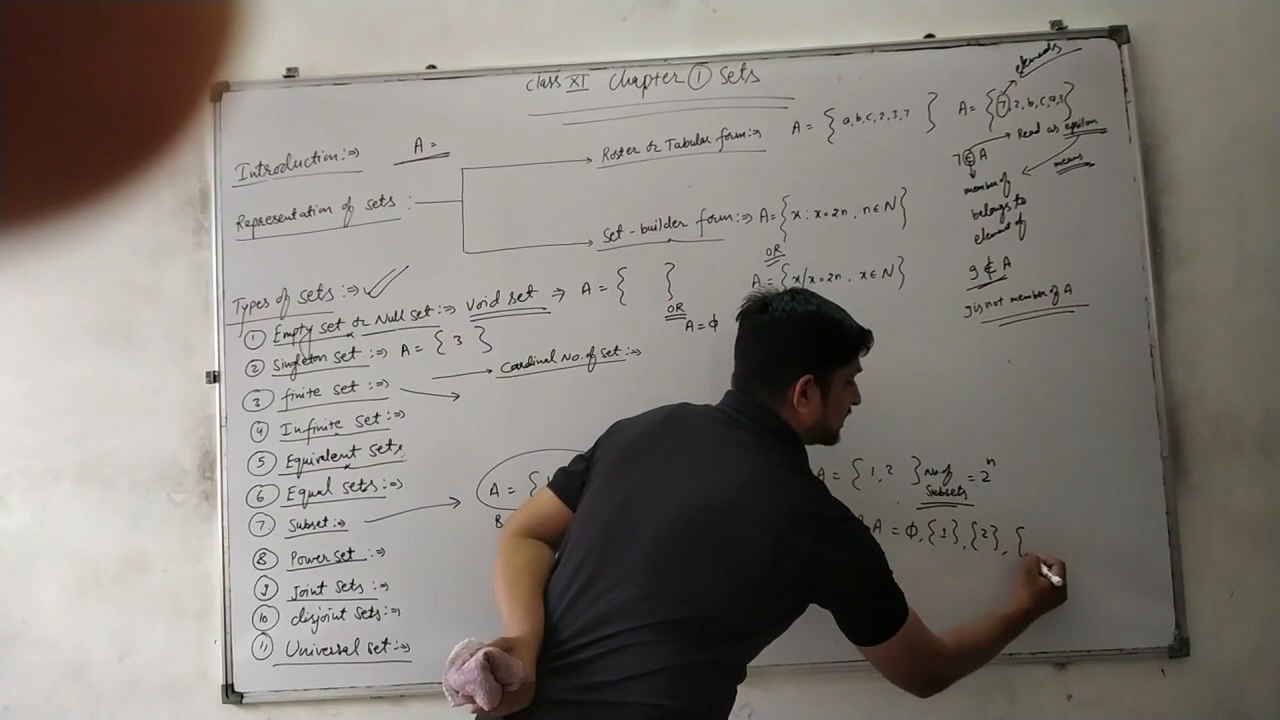 class XI Chapter ① Sets
Introduction:⇒ A =
Representation of sets :
Roster or Tabular form:⇒ A = { a,b,c,2,3,7 }
Set-builder form:⇒ A={x : x=2n, n∈N}
OR
A = {x/x=2n, x∈N}
A= {7,2,b,c,a,3}
elements
7 ∈ A
Read as epsilon
means
member of
belongs to
element of
9 ∉ A
9 is not member of A
Types of sets:⇒
① Empty set or Null set:⇒ Void set ⇒ A = { }
OR
A=ϕ
② Singleton set:⇒ A = { 3 }
Cardinal No. of set:⇒
③ finite set :⇒
④ Infinite set:⇒
⑤ Equivalent sets
⑥ Equal sets:⇒
⑦ Subset:⇒
A = {
B
⑧ Power set :⇒
⑨ Joint sets :⇒
⑩ disjoint sets:⇒
⑪ Universal set:⇒
A = {1,2 }
No. of subsets = 2ⁿ
A = ϕ,{1},{2}, {